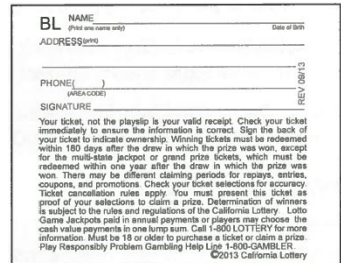 BL NAME
(Print one name only) Date of Birth
ADDRESS(print)
PHONE( )
(AREA CODE)
SIGNATURE
REV 09/13
Your ticket, not the playslip is your valid receipt. Check your ticket
immediately to ensure the information is correct. Sign the back of
your ticket to indicate ownership. Winning tickets must be redeemed
within 180 days after the draw in which the prize was won, except
for the multi-state jackpot or grand prize tickets, which must be
redeemed within one year after the draw in which the prize was
won. There may be different claiming periods for replays, entries,
coupons, and promotions. Check your ticket selections for accuracy.
Ticket cancellation rules apply. You must present this ticket as
proof of your selections to claim a prize. Determination of winners
is subject to the rules and regulations of the California Lottery Lotto
Game Jackpots paid in annual payments or players may choose the
cash value payments in one lump sum. Call 1-800 LOTTERY for more
information. Must be 18 or older to purchase a ticket or claim a prize.
Play Responsibly Problem Gambling Help Line 1-800-GAMBLER.
©2013 California Lottery